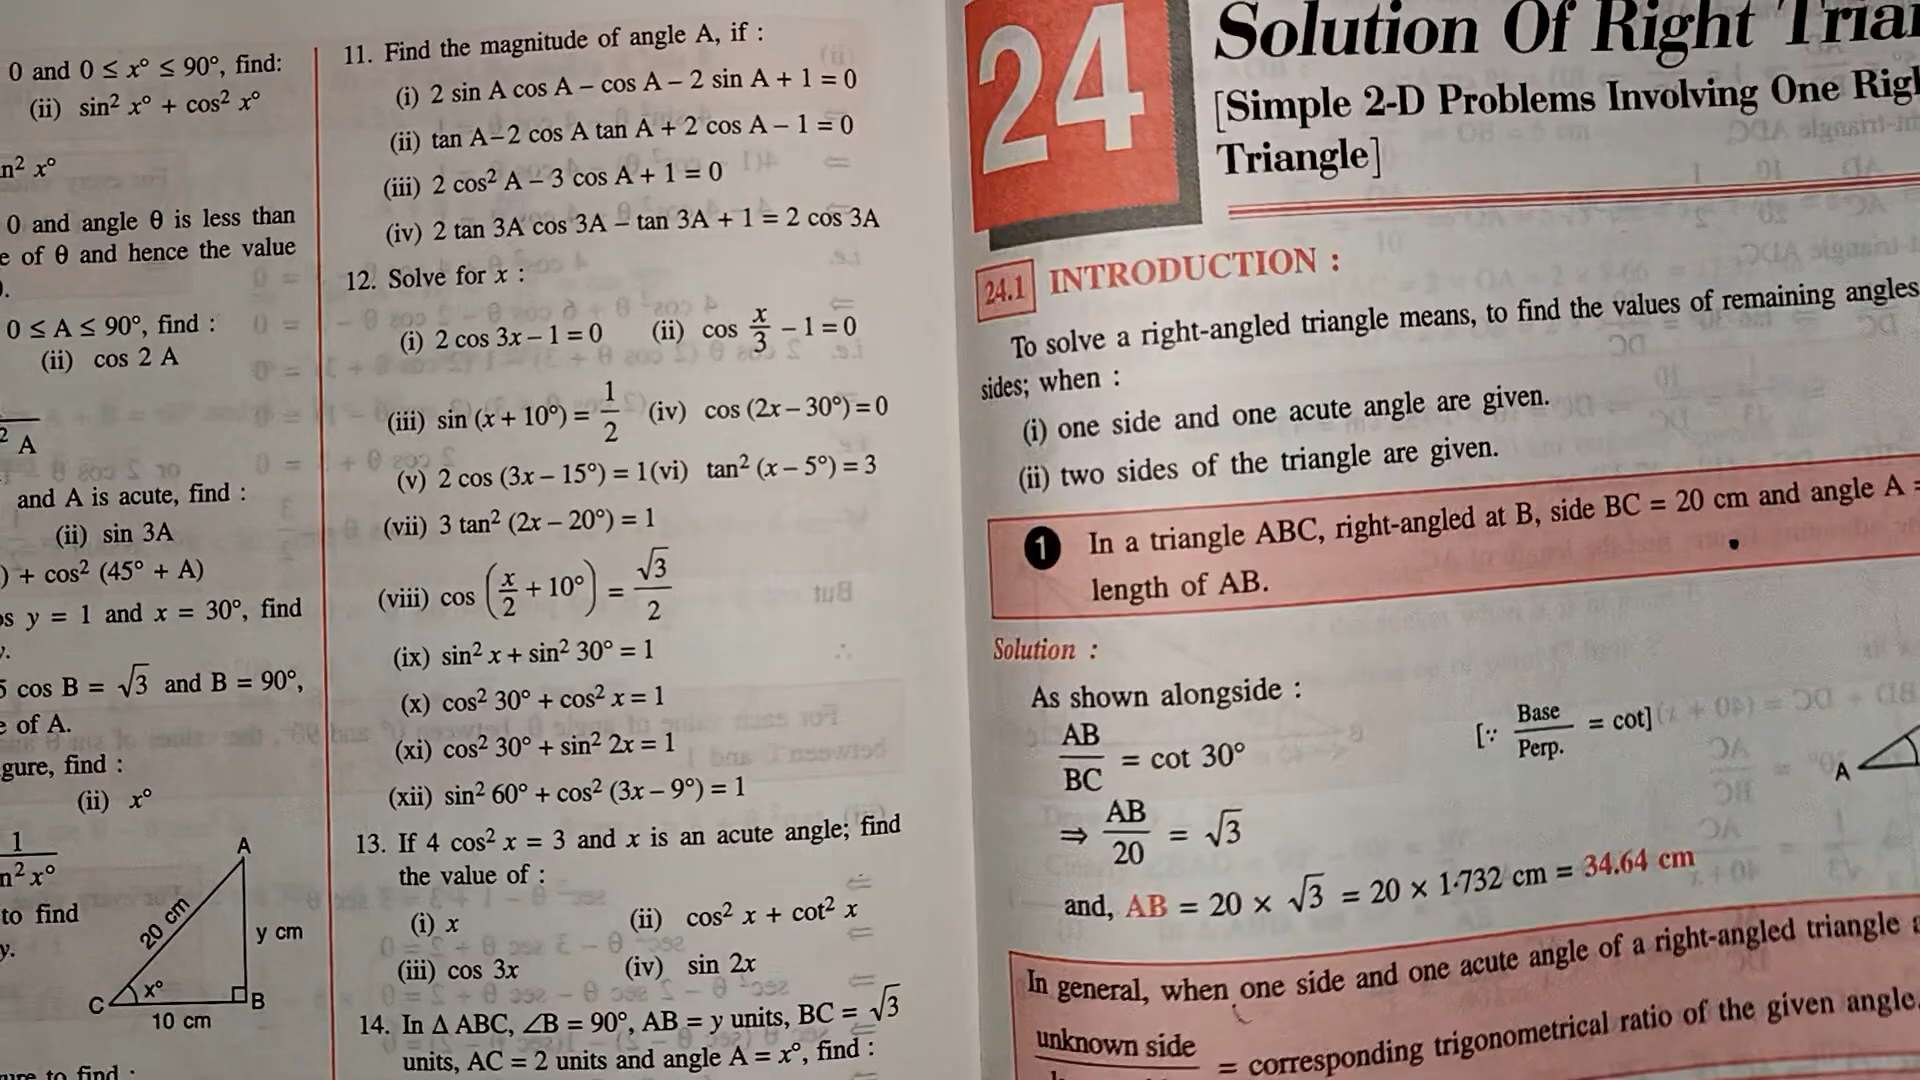 0 and 0 ≤ x° ≤ 90°, find:
(ii) sin² x° + cos² x°
n² x°
0 and angle θ is less than
e of θ and hence the value
0 ≤ A ≤ 90°, find :
(ii) cos 2 A
2 A
and A is acute, find :
(ii) sin 3A
) + cos² (45° + A)
os y = 1 and x = 30°, find
y.
5 cos B = √3 and B = 90°,
e of A.
gure, find :
(ii) x°
1
n² x°
to find
y.
A
20 cm
y cm
C x° B
10 cm
ure to find :
11. Find the magnitude of angle A, if :
(i) 2 sin A cos A – cos A – 2 sin A + 1 = 0
(ii) tan A – 2 cos A tan A + 2 cos A – 1 = 0
(iii) 2 cos² A – 3 cos A + 1 = 0
(iv) 2 tan 3A cos 3A – tan 3A + 1 = 2 cos 3A
12. Solve for x :
(i) 2 cos 3x – 1 = 0 (ii) cos x/3 – 1 = 0
(iii) sin (x + 10°) = 1/2 (iv) cos (2x – 30°) = 0
(v) 2 cos (3x – 15°) = 1 (vi) tan² (x – 5°) = 3
(vii) 3 tan² (2x – 20°) = 1
(viii) cos (x/2 + 10°) = √3/2
(ix) sin² x + sin² 30° = 1
(x) cos² 30° + cos² x = 1
(xi) cos² 30° + sin² 2x = 1
(xii) sin² 60° + cos² (3x – 9°) = 1
13. If 4 cos² x = 3 and x is an acute angle; find
the value of :
(i) x (ii) cos² x + cot² x
(iii) cos 3x (iv) sin 2x
14. In Δ ABC, ∠B = 90°, AB = y units, BC = √3
units, AC = 2 units and angle A = x°, find :
24
Solution Of Right Trian
[Simple 2-D Problems Involving One Righ
Triangle]
24.1 INTRODUCTION :
To solve a right-angled triangle means, to find the values of remaining angles
sides; when :
(i) one side and one acute angle are given.
(ii) two sides of the triangle are given.
1 In a triangle ABC, right-angled at B, side BC = 20 cm and angle A =
length of AB.
Solution :
As shown alongside :
AB/BC = cot 30° [∵ Base/Perp. = cot]
A
⇒ AB/20 = √3
and, AB = 20 × √3 = 20 × 1·732 cm = 34.64 cm
In general, when one side and one acute angle of a right-angled triangle a
unknown side
= corresponding trigonometrical ratio of the given angle.